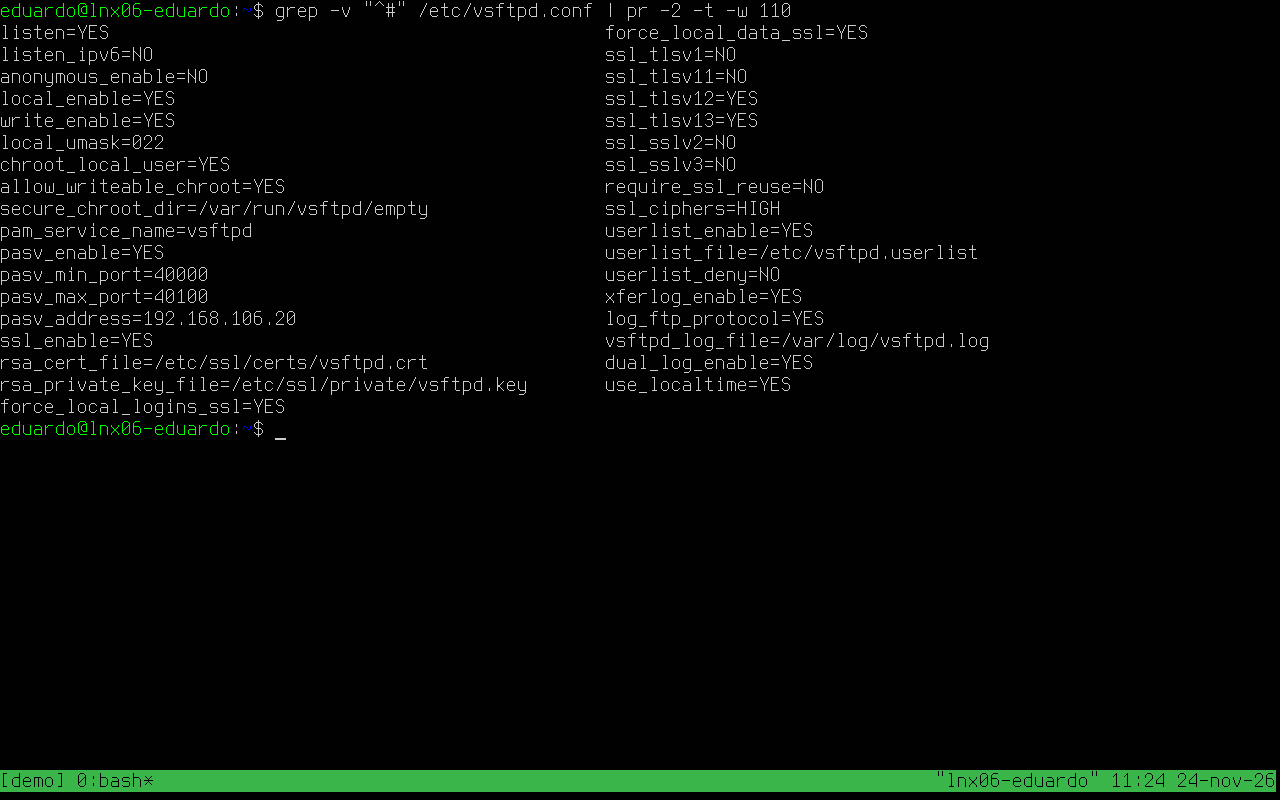 eduardo@lnx06-eduardo:~$ grep -v "^#" /etc/vsftpd.conf | pr -2 -t -w 110
listen=YES force_local_data_ssl=YES
listen_ipv6=NO ssl_tlsv1=NO
anonymous_enable=NO ssl_tlsv11=NO
local_enable=YES ssl_tlsv12=YES
write_enable=YES ssl_tlsv13=YES
local_umask=022 ssl_sslv2=NO
chroot_local_user=YES ssl_sslv3=NO
allow_writeable_chroot=YES require_ssl_reuse=NO
secure_chroot_dir=/var/run/vsftpd/empty ssl_ciphers=HIGH
pam_service_name=vsftpd userlist_enable=YES
pasv_enable=YES userlist_file=/etc/vsftpd.userlist
pasv_min_port=40000 userlist_deny=NO
pasv_max_port=40100 xferlog_enable=YES
pasv_address=192.168.106.20 log_ftp_protocol=YES
ssl_enable=YES vsftpd_log_file=/var/log/vsftpd.log
rsa_cert_file=/etc/ssl/certs/vsftpd.crt dual_log_enable=YES
rsa_private_key_file=/etc/ssl/private/vsftpd.key use_localtime=YES
force_local_logins_ssl=YES
eduardo@lnx06-eduardo:~$ _
[demo] 0:bash* "lnx06-eduardo" 11:24 24-nov-26